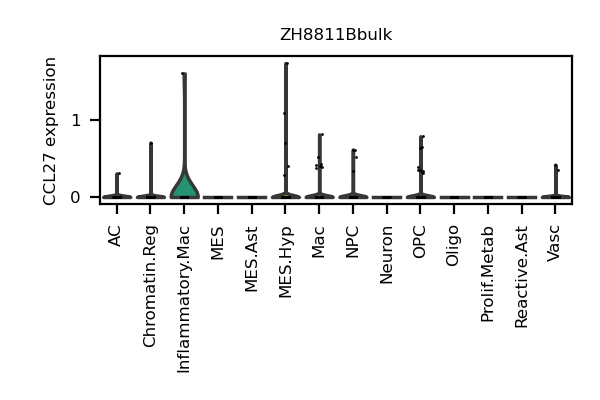 ZH8811Bbulk
CCL27 expression
1
0
AC
Chromatin.Reg
Inflammatory.Mac
MES
MES.Ast
MES.Hyp
Mac
NPC
Neuron
OPC
Oligo
Prolif.Metab
Reactive.Ast
Vasc